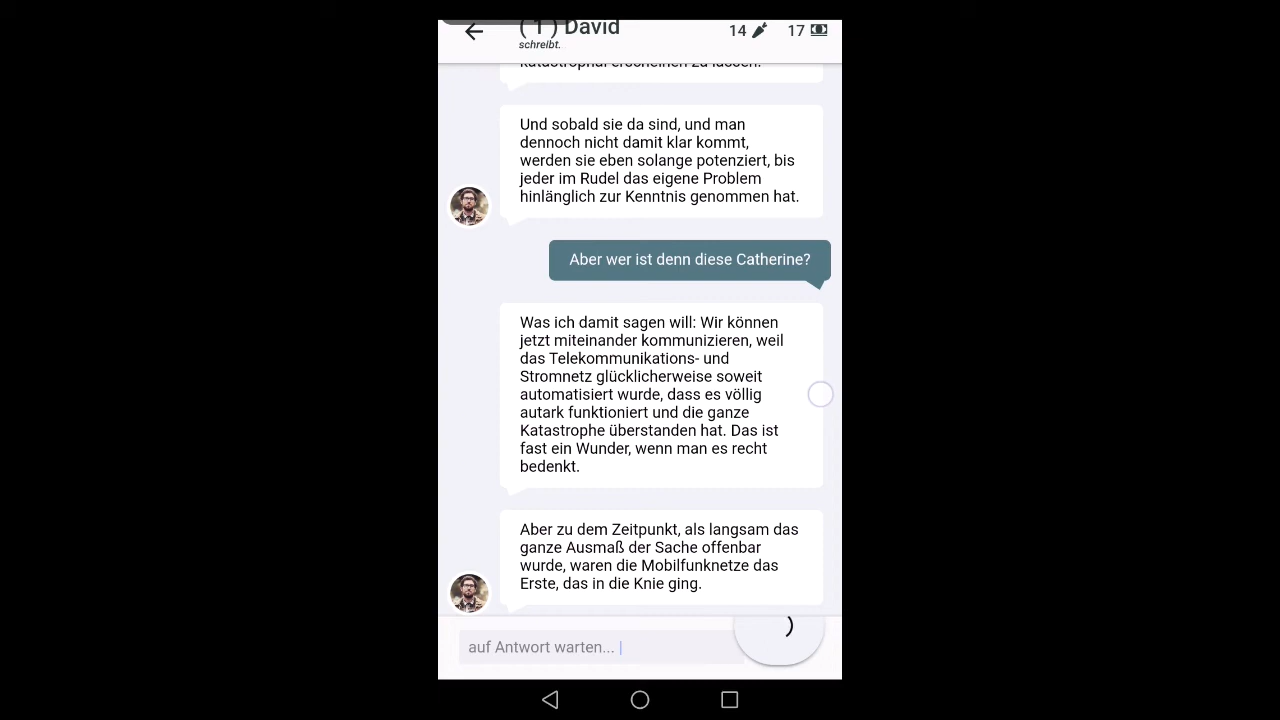 ( 1 ) David
14
17
schreibt.
katastrophal erscheinen zu lassen.
Und sobald sie da sind, und man
dennoch nicht damit klar kommt,
werden sie eben solange potenziert, bis
jeder im Rudel das eigene Problem
hinlänglich zur Kenntnis genommen hat.
Aber wer ist denn diese Catherine?
Was ich damit sagen will: Wir können
jetzt miteinander kommunizieren, weil
das Telekommunikations- und
Stromnetz glücklicherweise soweit
automatisiert wurde, dass es völlig
autark funktioniert und die ganze
Katastrophe überstanden hat. Das ist
fast ein Wunder, wenn man es recht
bedenkt.
Aber zu dem Zeitpunkt, als langsam das
ganze Ausmaß der Sache offenbar
wurde, waren die Mobilfunknetze das
Erste, das in die Knie ging.
auf Antwort warten...